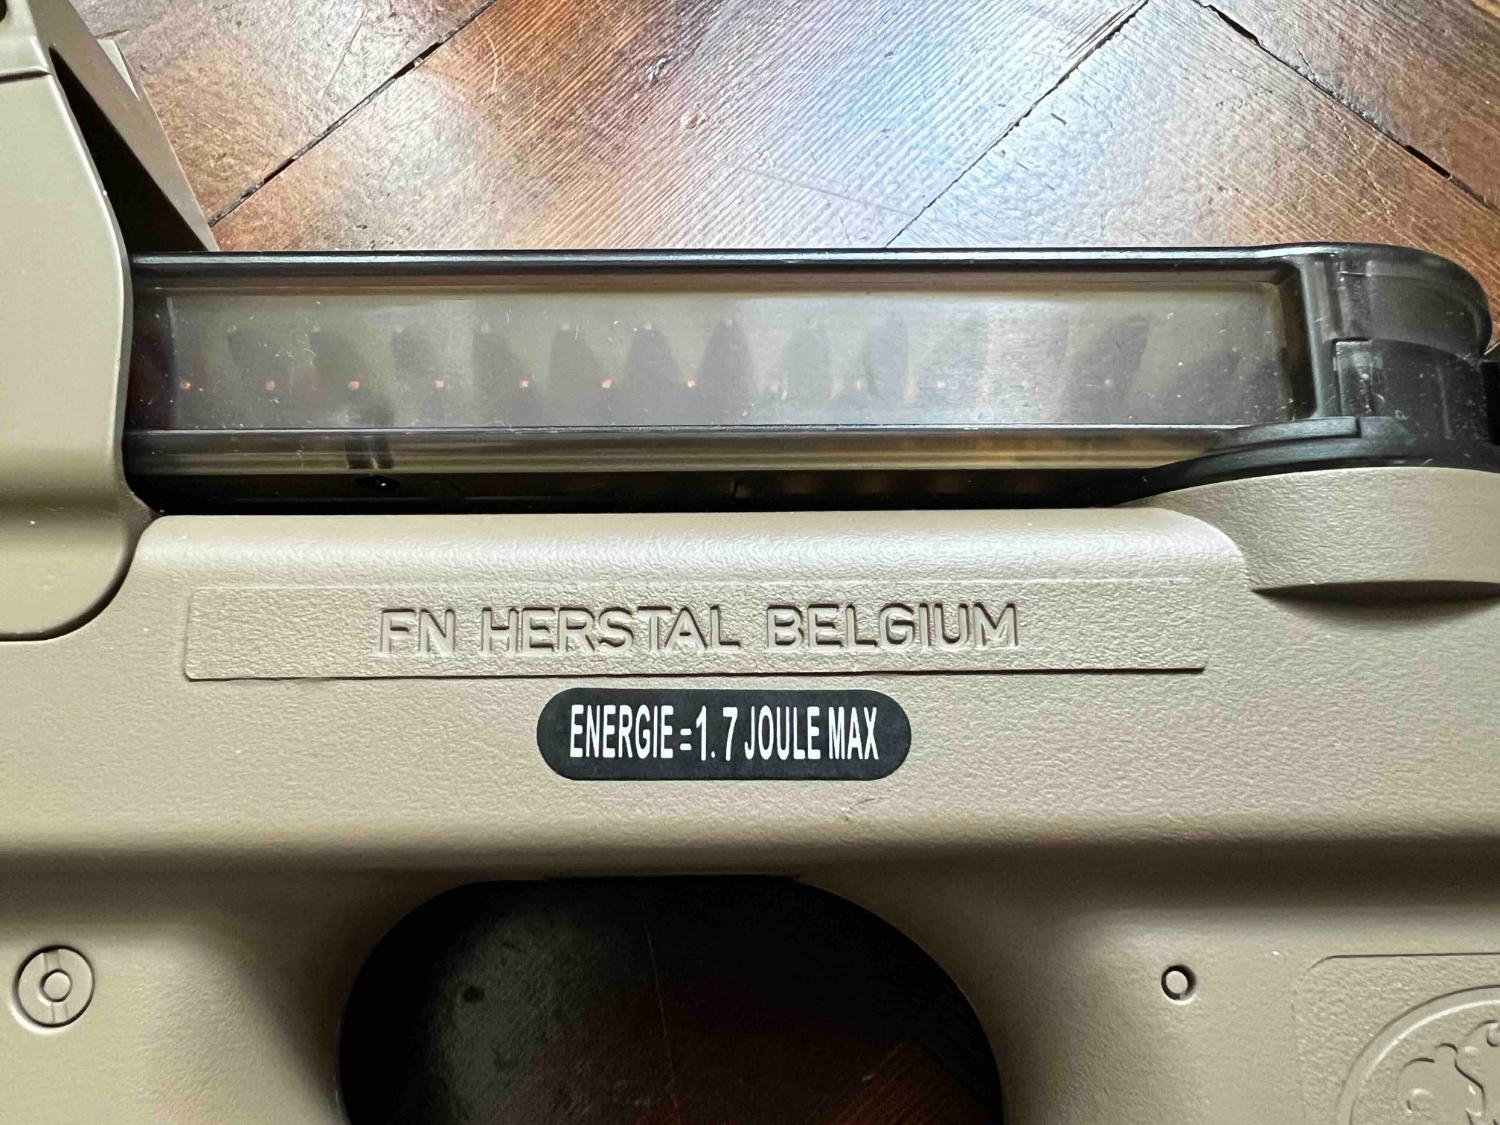 FN HERSTAL BELGIUM
ENERGIE=1.7 JOULE MAX